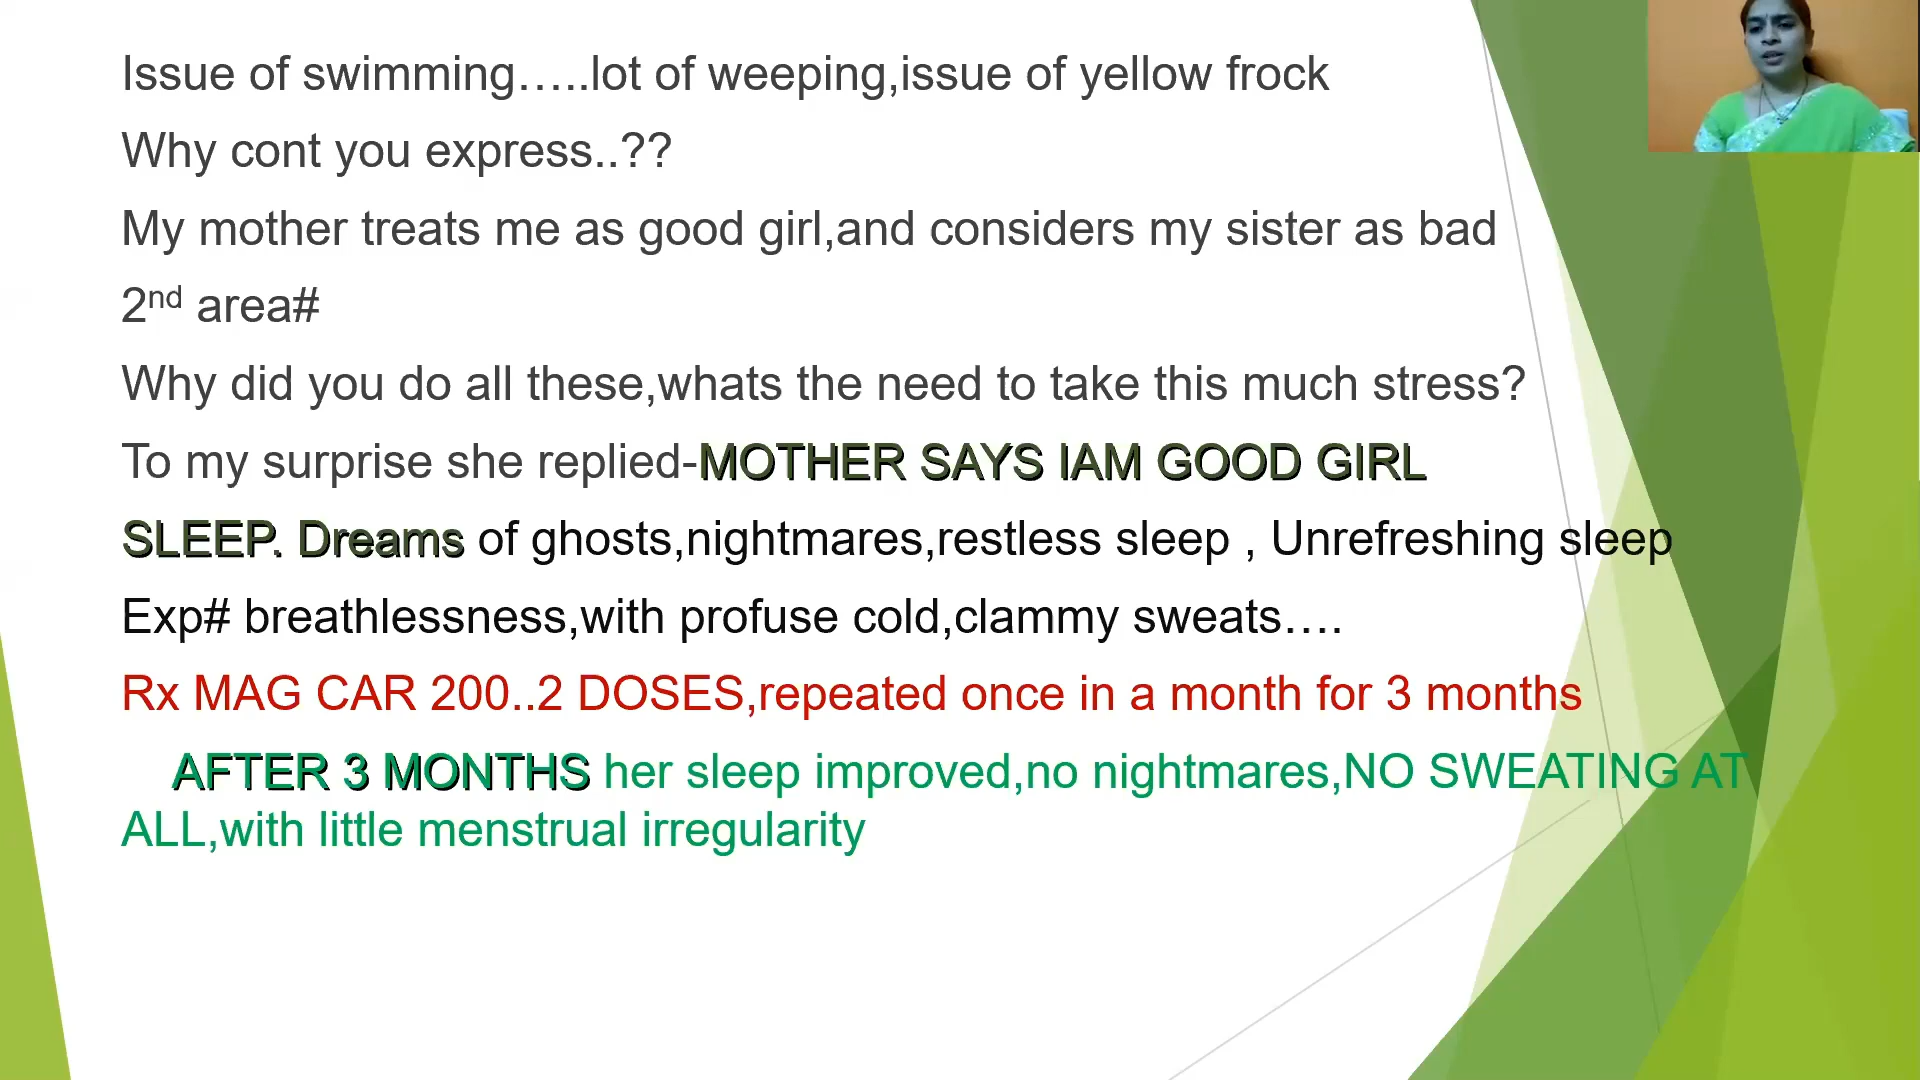 Issue of swimming…..lot of weeping,issue of yellow frock
Why cont you express..??
My mother treats me as good girl,and considers my sister as bad
2nd area#
Why did you do all these,whats the need to take this much stress?
To my surprise she replied-MOTHER SAYS IAM GOOD GIRL
SLEEP. Dreams of ghosts,nightmares,restless sleep , Unrefreshing sleep
Exp# breathlessness,with profuse cold,clammy sweats….
Rx MAG CAR 200..2 DOSES,repeated once in a month for 3 months
AFTER 3 MONTHS her sleep improved,no nightmares,NO SWEATING AT
ALL,with little menstrual irregularity